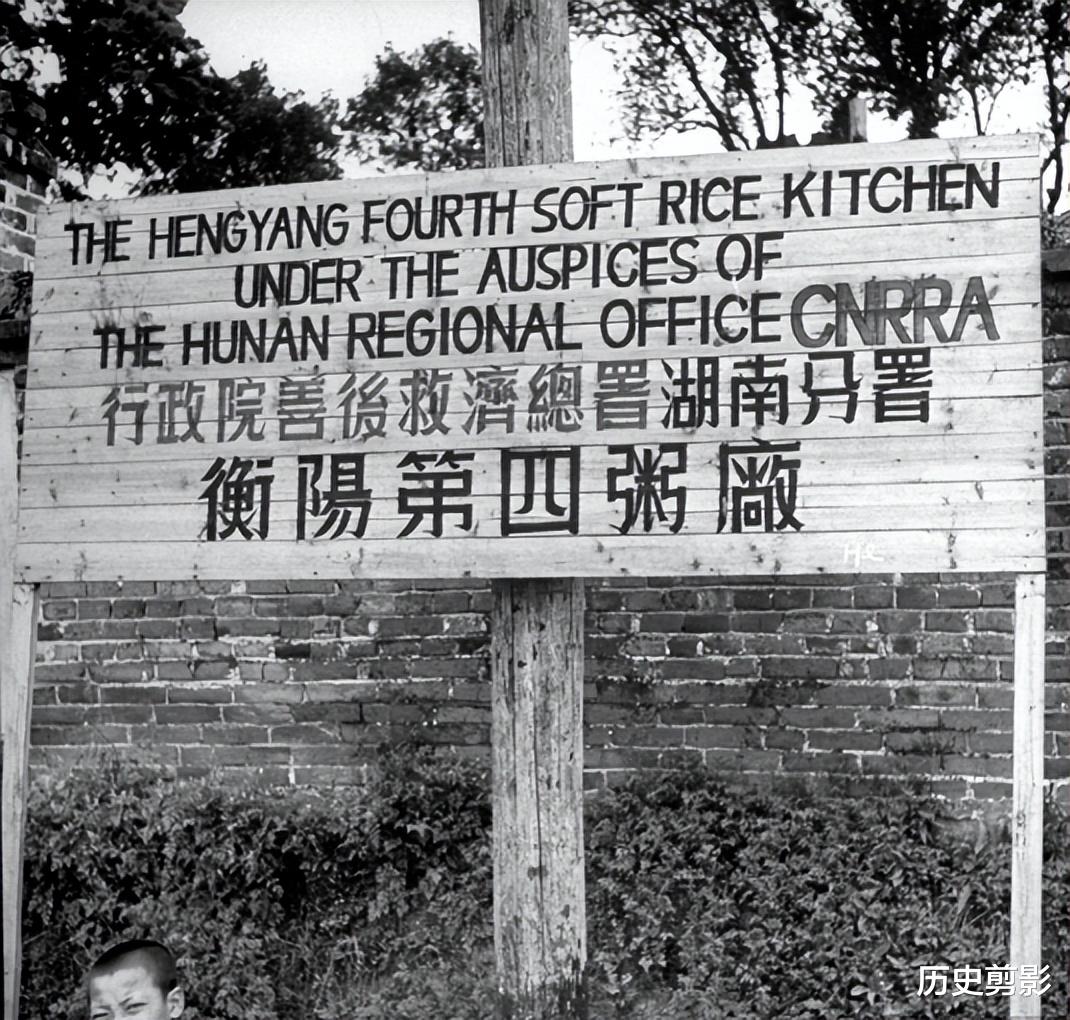 THE HENGYANG FOURTH SOFT RICE KITCHEN
UNDER THE AUSPICES OF
THE HUNAN REGIONAL OFFICE CNRRA
行政院善後救濟總署湖南分署
衡陽第四粥廠
历史剪影